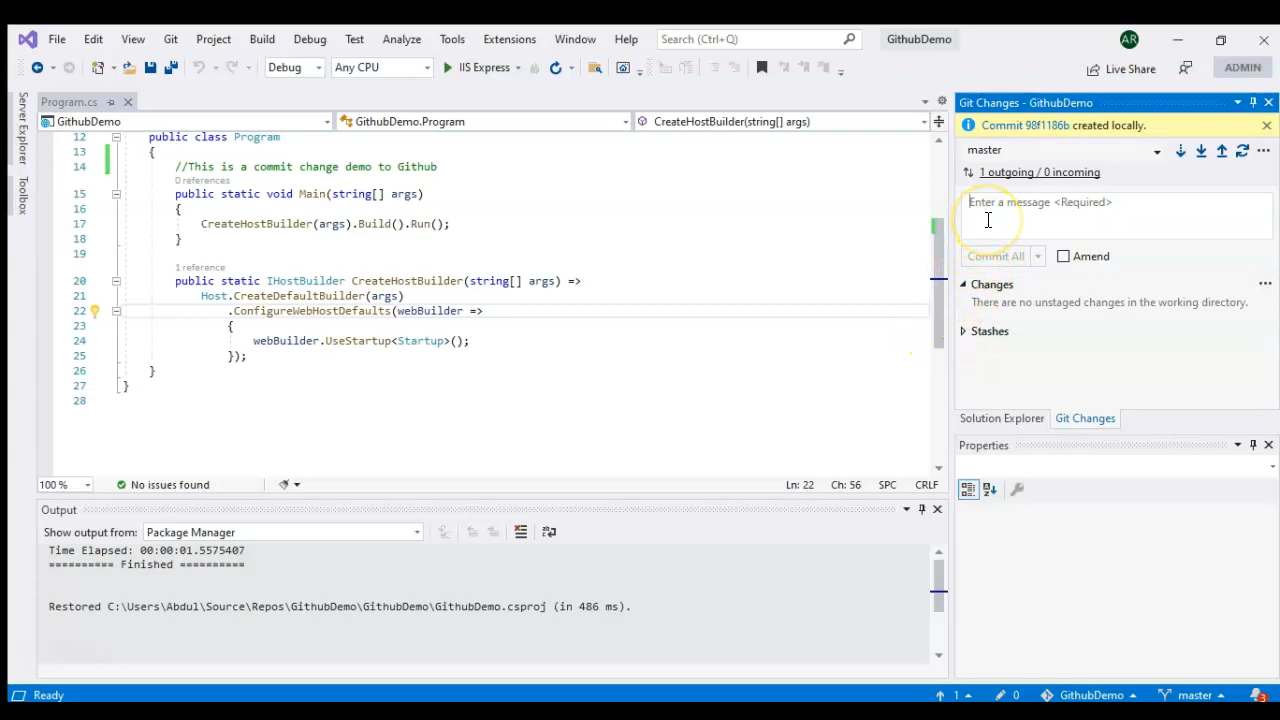 File Edit View Git Project Build Debug Test Analyze Tools Extensions Window Help Search (Ctrl+Q) GithubDemo AR
Debug Any CPU IIS Express Live Share ADMIN
Server Explorer
Toolbox
Program.cs
GithubDemo GithubDemo.Program CreateHostBuilder(string[] args)
12 public class Program
13 {
14 //This is a commit change demo to Github
0 references
15 public static void Main(string[] args)
16 {
17 CreateHostBuilder(args).Build().Run();
18 }
19
1 reference
20 public static IHostBuilder CreateHostBuilder(string[] args) =>
21 Host.CreateDefaultBuilder(args)
22 .ConfigureWebHostDefaults(webBuilder =>
23 {
24 webBuilder.UseStartup<Startup>();
25 });
26 }
27 }
28
100 % No issues found Ln: 22 Ch: 56 SPC CRLF
Output
Show output from: Package Manager
Time Elapsed: 00:00:01.5575407
========== Finished ==========
Restored C:\Users\Abdul\Source\Repos\GithubDemo\GithubDemo\GithubDemo.csproj (in 486 ms).
Git Changes - GithubDemo
Commit 98f1186b created locally.
master
1 outgoing / 0 incoming
Enter a message <Required>
Commit All Amend
Changes
There are no unstaged changes in the working directory.
Stashes
Solution Explorer Git Changes
Properties
Ready 1 0 GithubDemo master 3